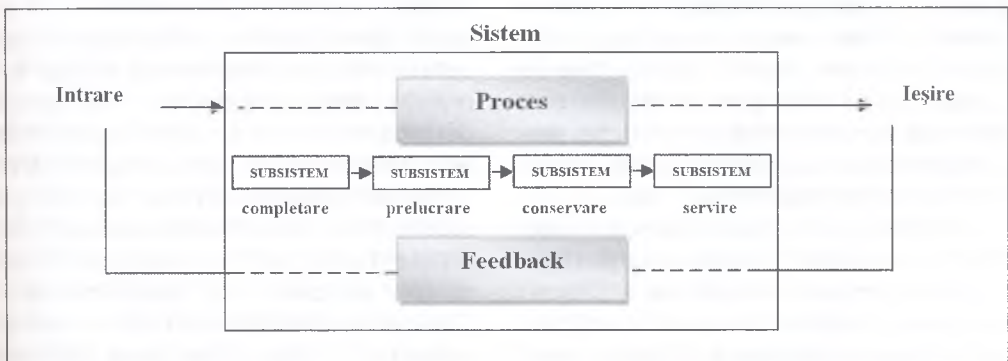 Sistem
Intrare
Proces
Ieşire
SUBSISTEM SUBSISTEM SUBSISTEM SUBSISTEM
completare prelucrare conservare servire
Feedback